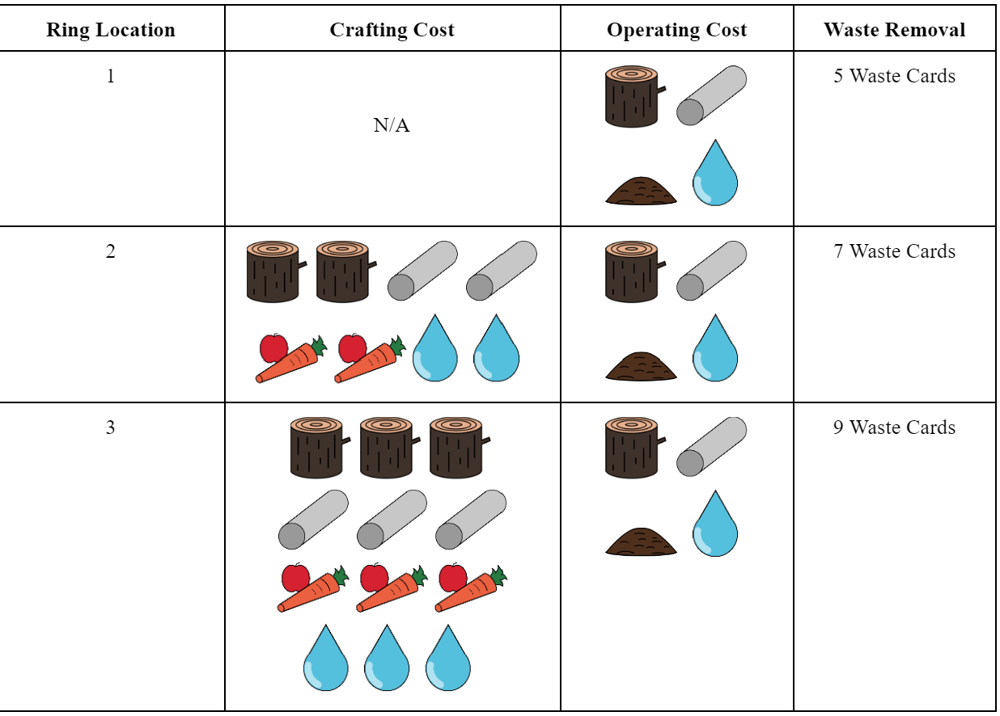 Ring Location
Crafting Cost
Operating Cost
Waste Removal
1
N/A
5 Waste Cards
2
7 Waste Cards
3
9 Waste Cards